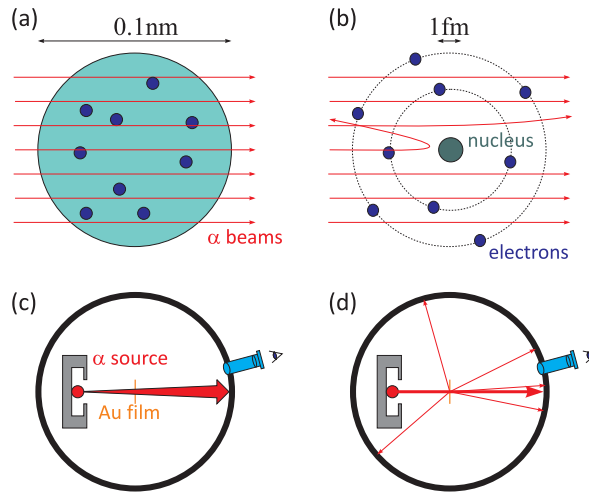 (a)
0.1nm
(b)
1fm
nucleus
α beams
electrons
(c)
α source
Au film
(d)